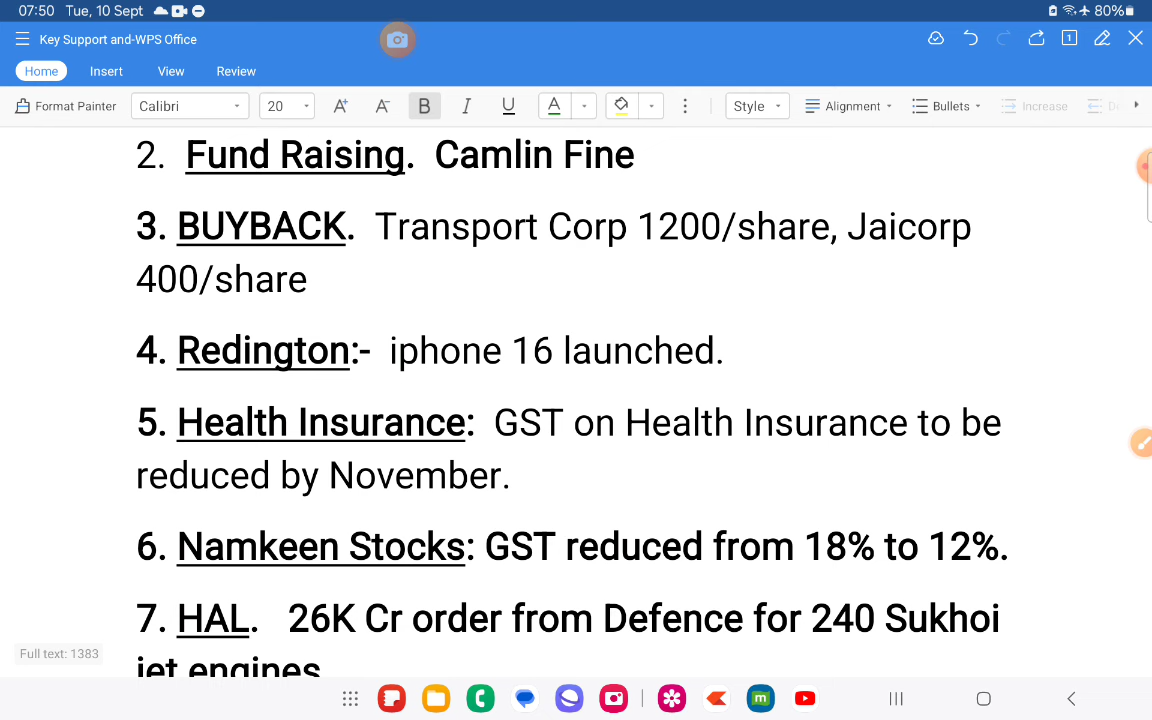 07:50 Tue, 10 Sept 80%
Key Support and-WPS Office 1
Home Insert View Review
Format Painter Calibri 20 A+ A- B I U A Style Alignment Bullets Increase De
2. Fund Raising. Camlin Fine
3. BUYBACK. Transport Corp 1200/share, Jaicorp
400/share
4. Redington:- iphone 16 launched.
5. Health Insurance: GST on Health Insurance to be
reduced by November.
6. Namkeen Stocks: GST reduced from 18% to 12%.
7. HAL. 26K Cr order from Defence for 240 Sukhoi
jet engines
Full text: 1383
m